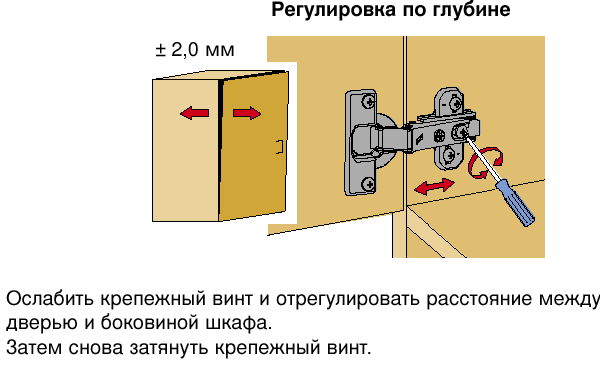 Регулировка по глубине
± 2,0 мм
Ослабить крепежный винт и отрегулировать расстояние между
дверью и боковиной шкафа.
Затем снова затянуть крепежный винт.